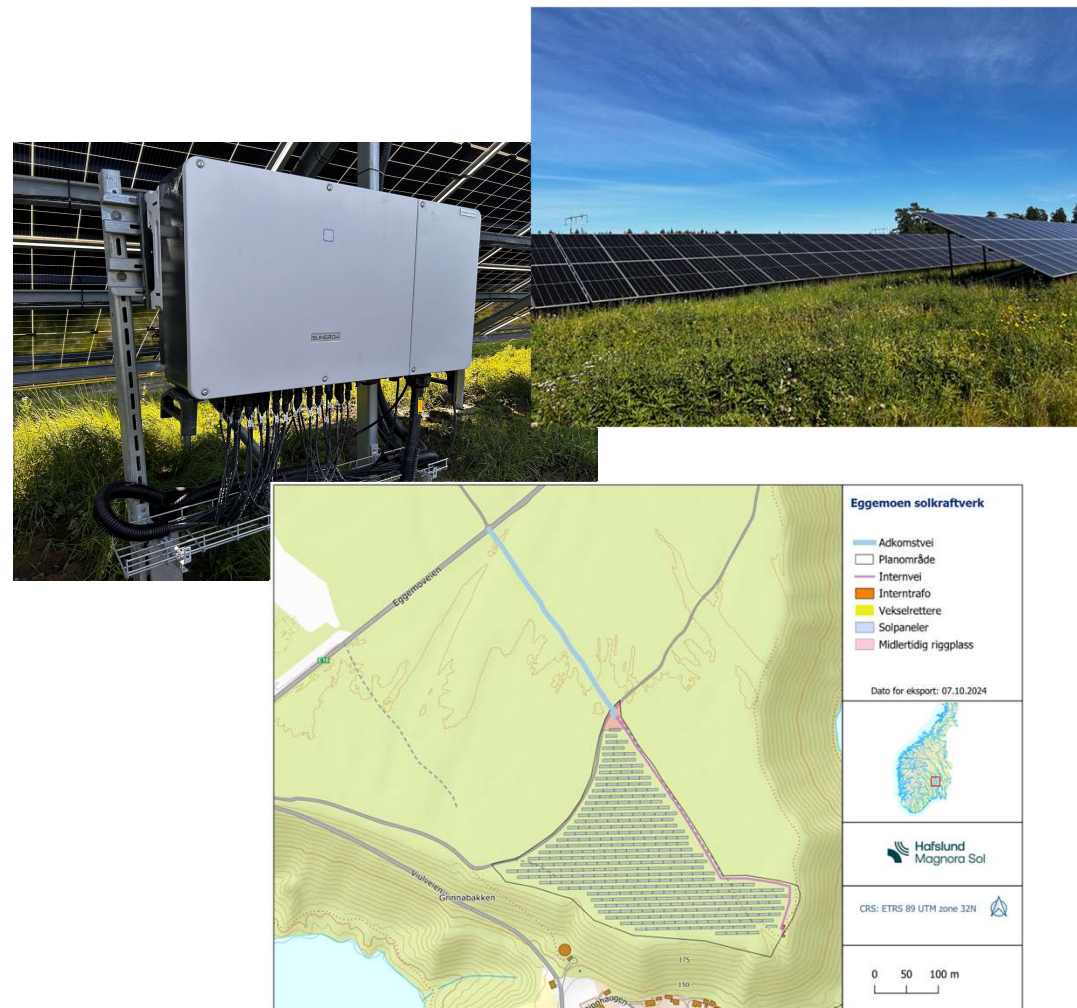 SUNGROW
Eggemoen solkraftverk
Adkomstvei
Planområde
Internvei
Interntrafo
Vekselrettere
Solpaneler
Midlertidig riggplass
Dato for eksport: 07.10.2024
Hafslund
Magnora Sol
CRS: ETRS 89 UTM zone 32N
0 50 100 m
Eggemoveien
E16
Viulveien
Grinnabakken
175
150